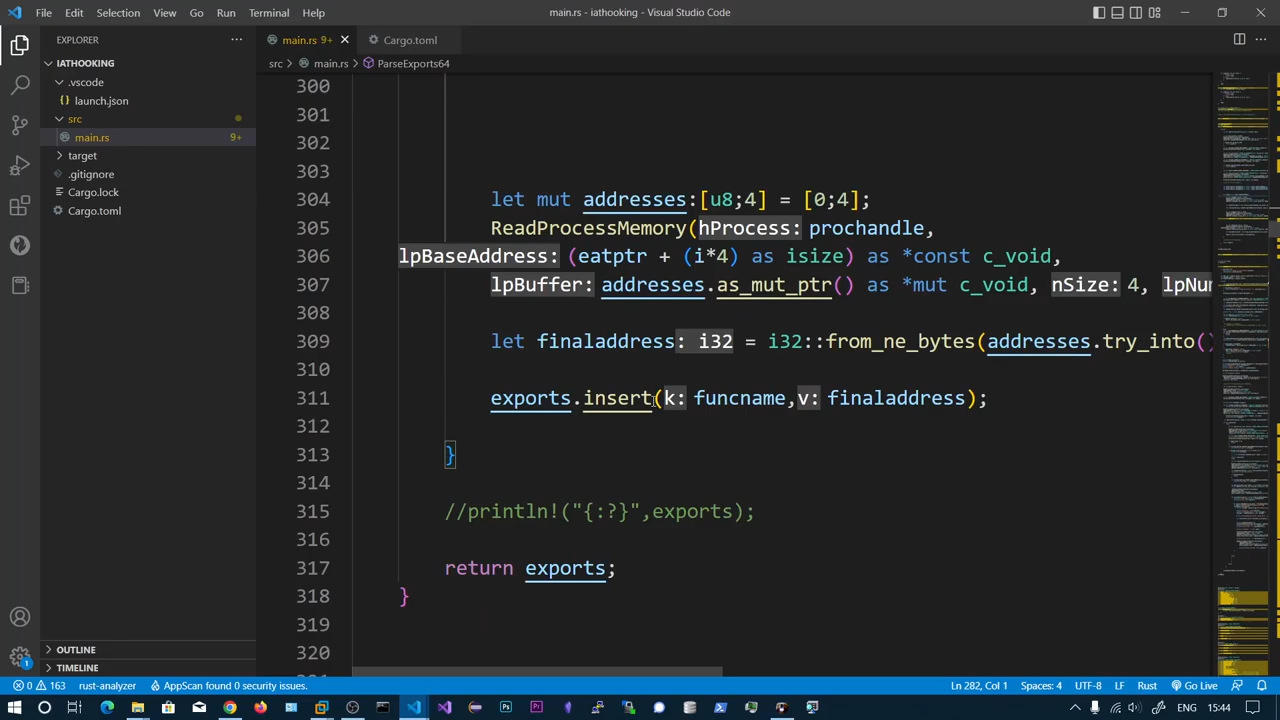 File Edit Selection View Go Run Terminal Help
main.rs - iathooking - Visual Studio Code
EXPLORER
main.rs 9+
Cargo.toml
IATHOOKING
src > main.rs > ParseExports64
.vscode
launch.json
src
main.rs 9+
target
.gitignore
Cargo.lock
Cargo.toml
300
301
302
303
304 let mut addresses:[u8;4] = [0;4];
305 ReadProcessMemory(hProcess: prochandle,
306 lpBaseAddress: (eatptr + (i*4) as isize) as *const c_void,
307 addresses.as_mut_ptr() as *mut c_void, nSize: 4,
308
309 let finaladdress: i32 = i32::from_ne_bytes(addresses.try_into()
310
311 exports.insert(k: funcname,v: finaladdress);
312
313 }
314
315 //println!("{:?}",exports);
316
317 return exports;
318 }
319
320
OUTLINE
TIMELINE
0 163 rust-analyzer AppScan found 0 security issues. Ln 282, Col 1 Spaces: 4 UTF-8 LF Rust Go Live
1
ENG 15:44